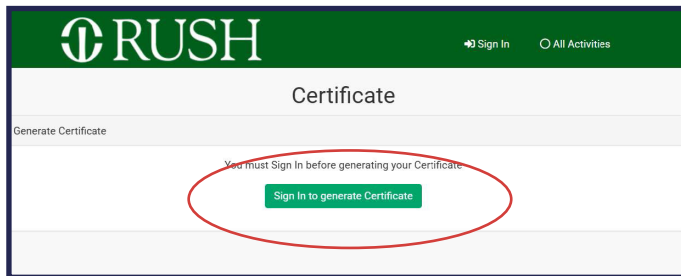 RUSH
Sign In
All Activities
Certificate
Generate Certificate
You must Sign In before generating your Certificate
Sign In to generate Certificate